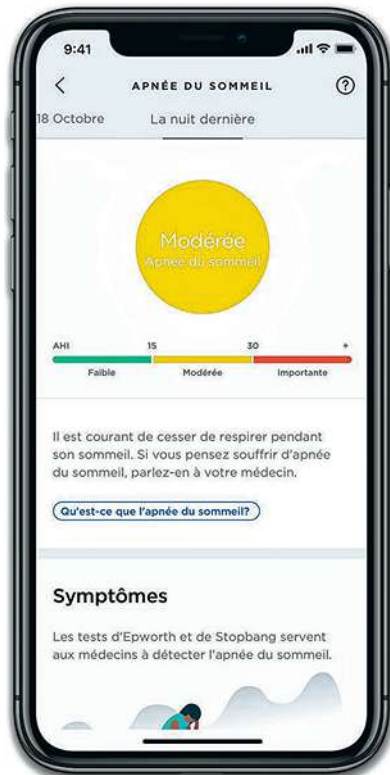 9:41
APNÉE DU SOMMEIL
18 Octobre La nuit dernière
Modérée
Apnée du sommeil
AHI 15 30 +
Faible Modérée Importante
Il est courant de cesser de respirer pendant
son sommeil. Si vous pensez souffrir d'apnée
du sommeil, parlez-en à votre médecin.
Qu'est-ce que l'apnée du sommeil?
Symptômes
Les tests d'Epworth et de Stopbang servent
aux médecins à détecter l'apnée du sommeil.